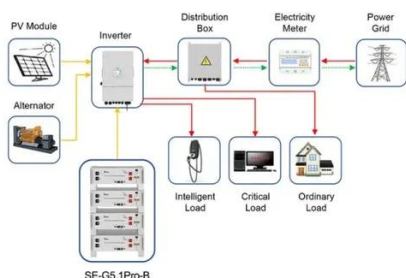 PV Module
Inverter
Distribution
Box
Electricity
Meter
Power
Grid
Alternator
Intelligent
Load
Critical
Load
Ordinary
Load
SE-G5.1Pro-B